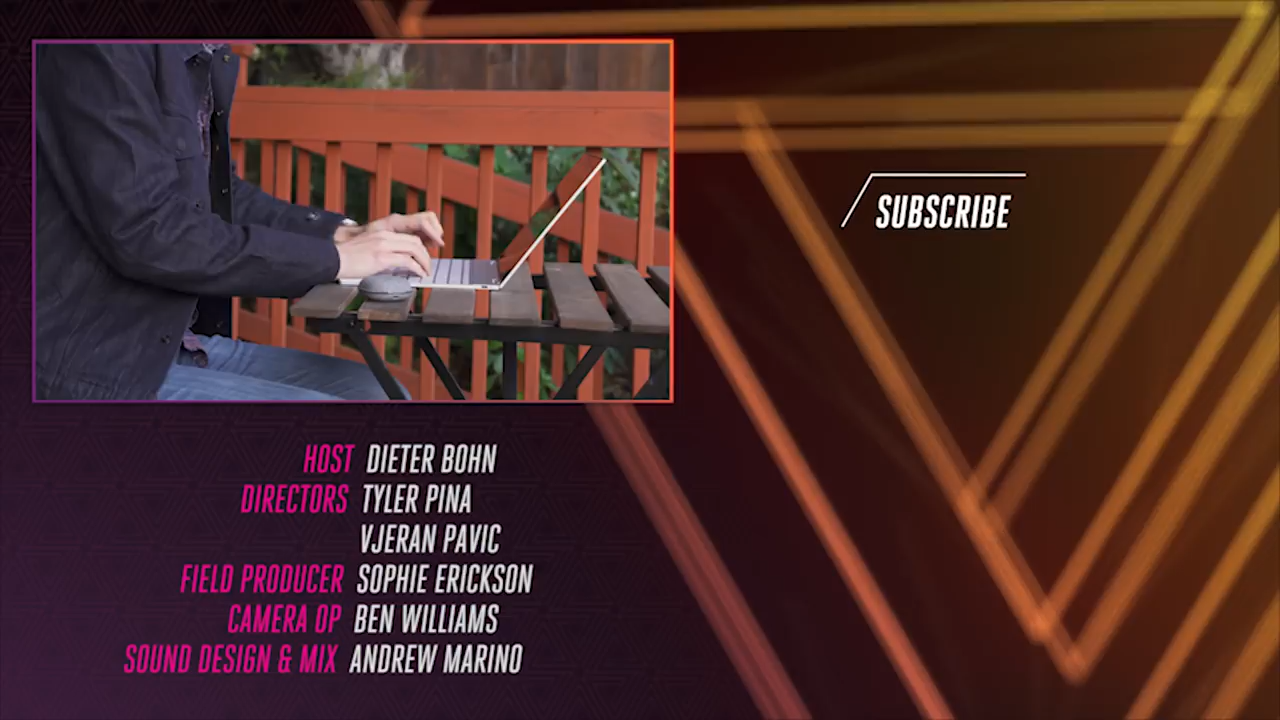 SUBSCRIBE
HOST DIETER BOHN
DIRECTORS TYLER PINA
VJERAN PAVIC
FIELD PRODUCER SOPHIE ERICKSON
CAMERA OP BEN WILLIAMS
SOUND DESIGN & MIX ANDREW MARINO